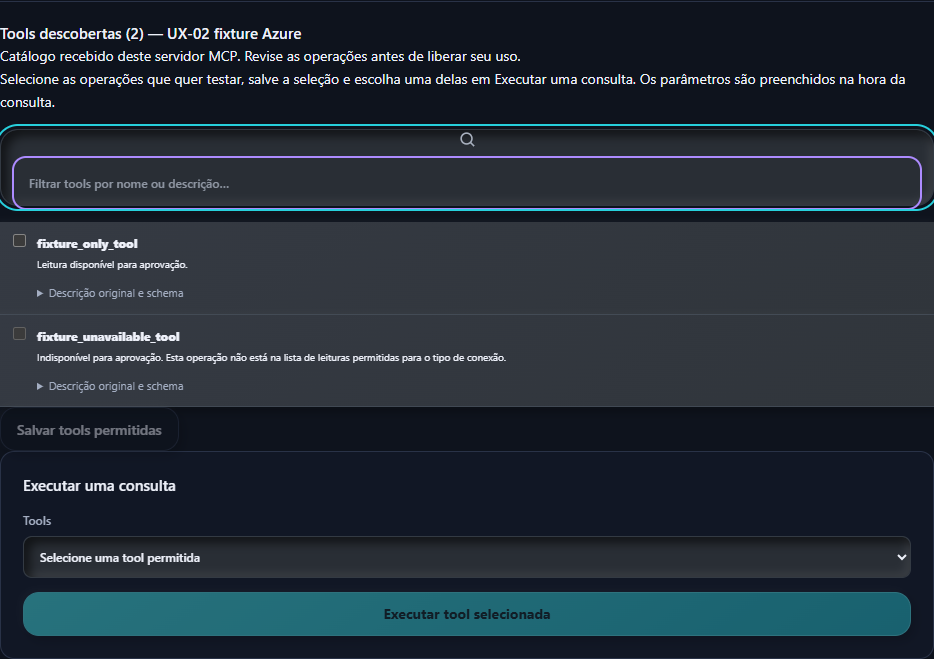 Tools descobertas (2) — UX-02 fixture Azure
Catálogo recebido deste servidor MCP. Revise as operações antes de liberar seu uso.
Selecione as operações que quer testar, salve a seleção e escolha uma delas em Executar uma consulta. Os parâmetros são preenchidos na hora da
consulta.
Filtrar tools por nome ou descrição...
fixture_only_tool
Leitura disponível para aprovação.
Descrição original e schema
fixture_unavailable_tool
Indisponível para aprovação. Esta operação não está na lista de leituras permitidas para o tipo de conexão.
Descrição original e schema
Salvar tools permitidas
Executar uma consulta
Tools
Selecione uma tool permitida
Executar tool selecionada